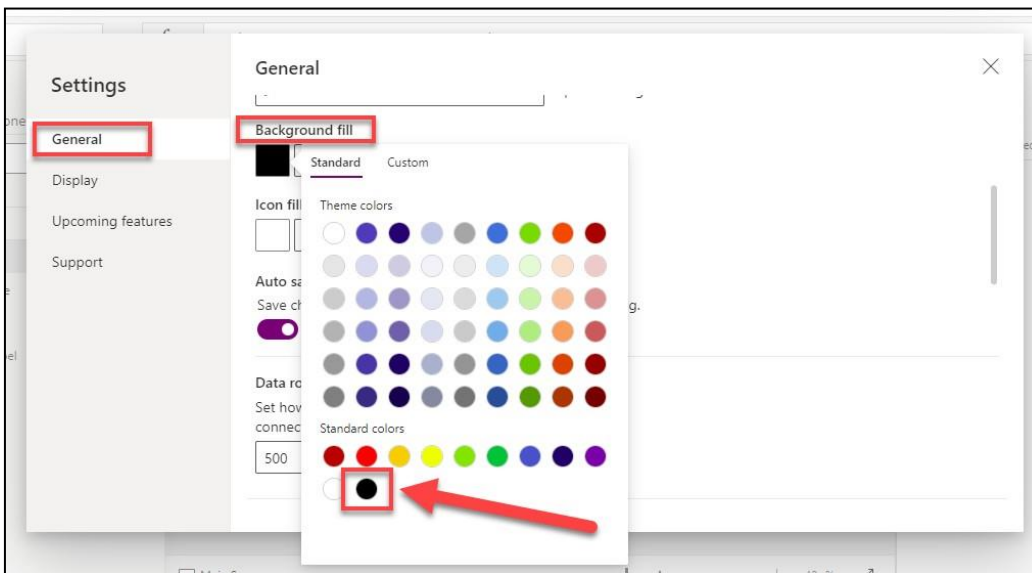 Settings
General
Display
Upcoming features
Support
General
Background fill
Standard
Custom
Theme colors
Icon fill
Auto sa
Save ch
g.
Data ro
Set how
connec
Standard colors
500